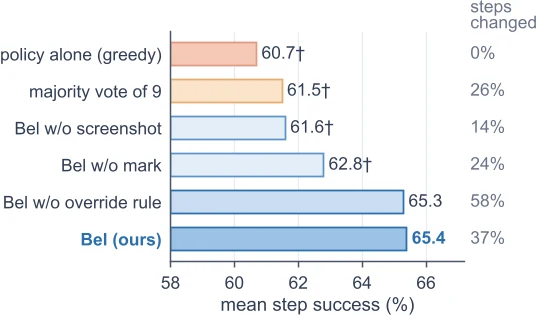 steps
changed
policy alone (greedy) 60.7† 0%
majority vote of 9 61.5† 26%
Bel w/o screenshot 61.6† 14%
Bel w/o mark 62.8† 24%
Bel w/o override rule 65.3 58%
Bel (ours) 65.4 37%
58 60 62 64 66
mean step success (%)